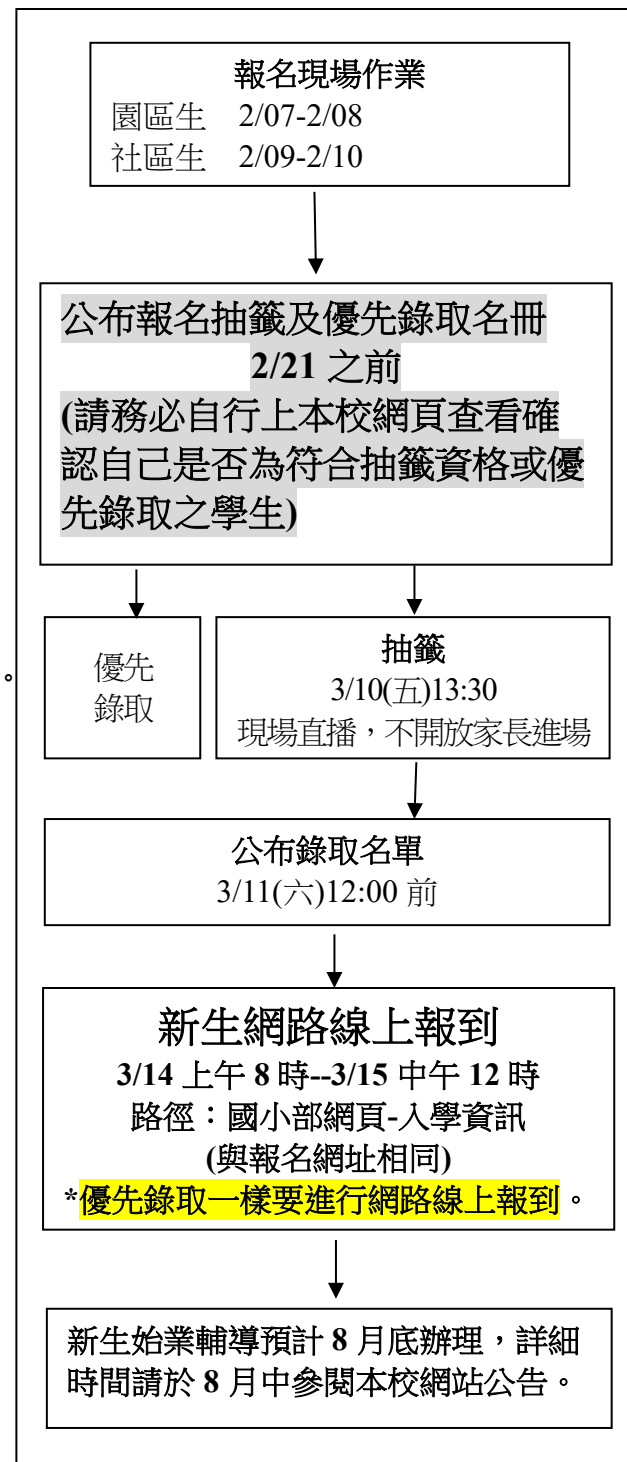 報名現場作業
園區生 2/07-2/08
社區生 2/09-2/10
公布報名抽籤及優先錄取名冊
2/21 之前
(請務必自行上本校網頁查看確
認自己是否為符合抽籤資格或優
先錄取之學生)
優先
錄取
。
抽籤
3/10(五)13:30
現場直播，不開放家長進場
公布錄取名單
3/11(六)12:00 前
新生網路線上報到
3/14 上午 8 時--3/15 中午 12 時
路徑：國小部網頁-入學資訊
(與報名網址相同)
*優先錄取一樣要進行網路線上報到。
新生始業輔導預計 8 月底辦理，詳細
時間請於 8 月中參閱本校網站公告。